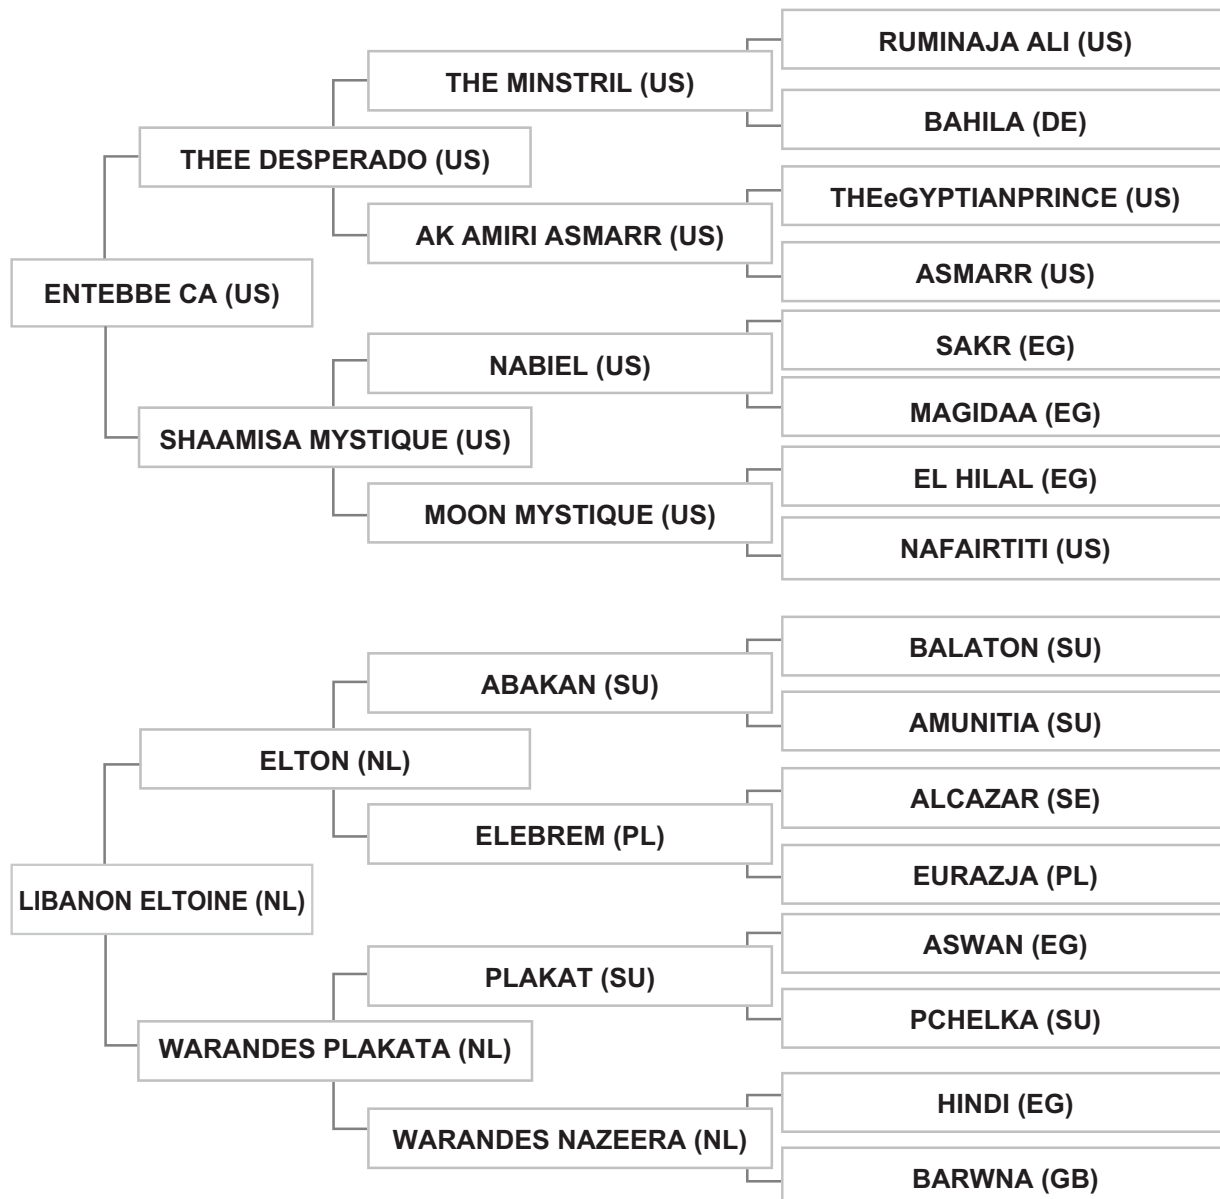 RUMINAJA ALI (US)
THE MINSTRIL (US)
BAHILA (DE)
THEE DESPERADO (US)
THEeGYPTIANPRINCE (US)
AK AMIRI ASMARR (US)
ASMARR (US)
ENTEBBE CA (US)
SAKR (EG)
NABIEL (US)
MAGIDAA (EG)
SHAAMISA MYSTIQUE (US)
EL HILAL (EG)
MOON MYSTIQUE (US)
NAFAIRTITI (US)
BALATON (SU)
ABAKAN (SU)
AMUNITIA (SU)
ELTON (NL)
ALCAZAR (SE)
ELEBREM (PL)
EURAZJA (PL)
LIBANON ELTOINE (NL)
ASWAN (EG)
PLAKAT (SU)
PCHELKA (SU)
WARANDES PLAKATA (NL)
HINDI (EG)
WARANDES NAZEERA (NL)
BARWNA (GB)